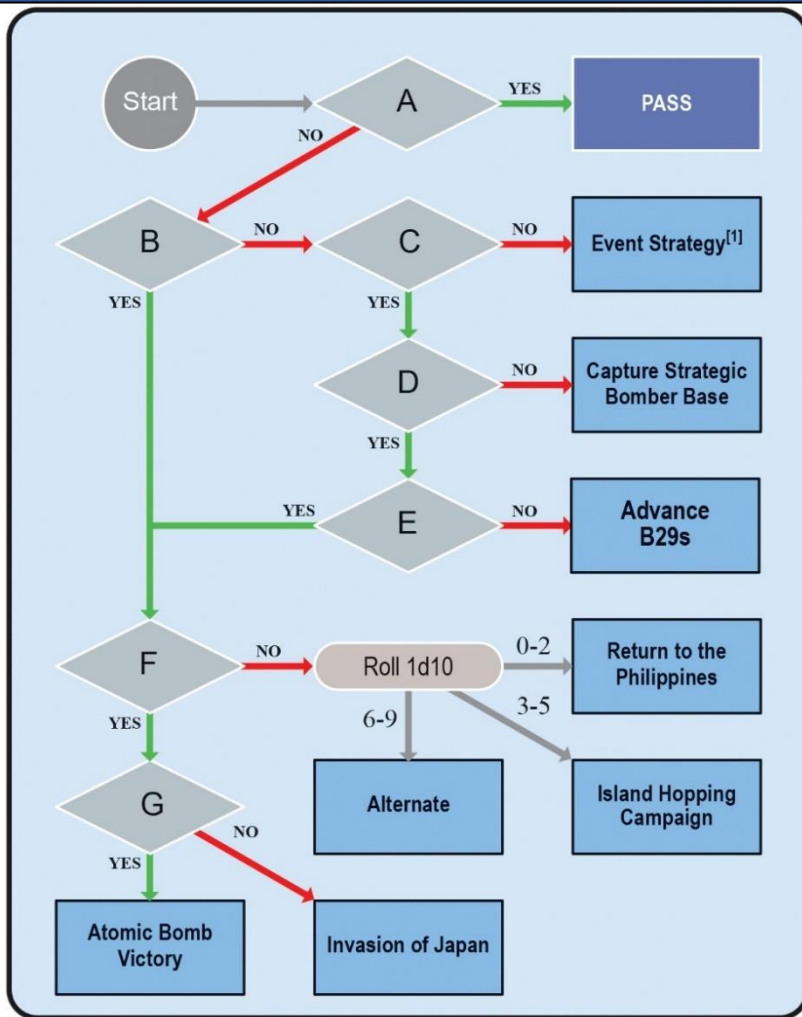 Start
A
YES
PASS
NO
B
NO
C
NO
Event Strategy[1]
YES
YES
D
NO
Capture Strategic
Bomber Base
YES
YES
E
NO
Advance
B29s
F
NO
Roll 1d10
0-2
Return to the
Philippines
YES
6-9
3-5
G
NO
Alternate
Island Hopping
Campaign
YES
Atomic Bomb
Victory
Invasion of Japan